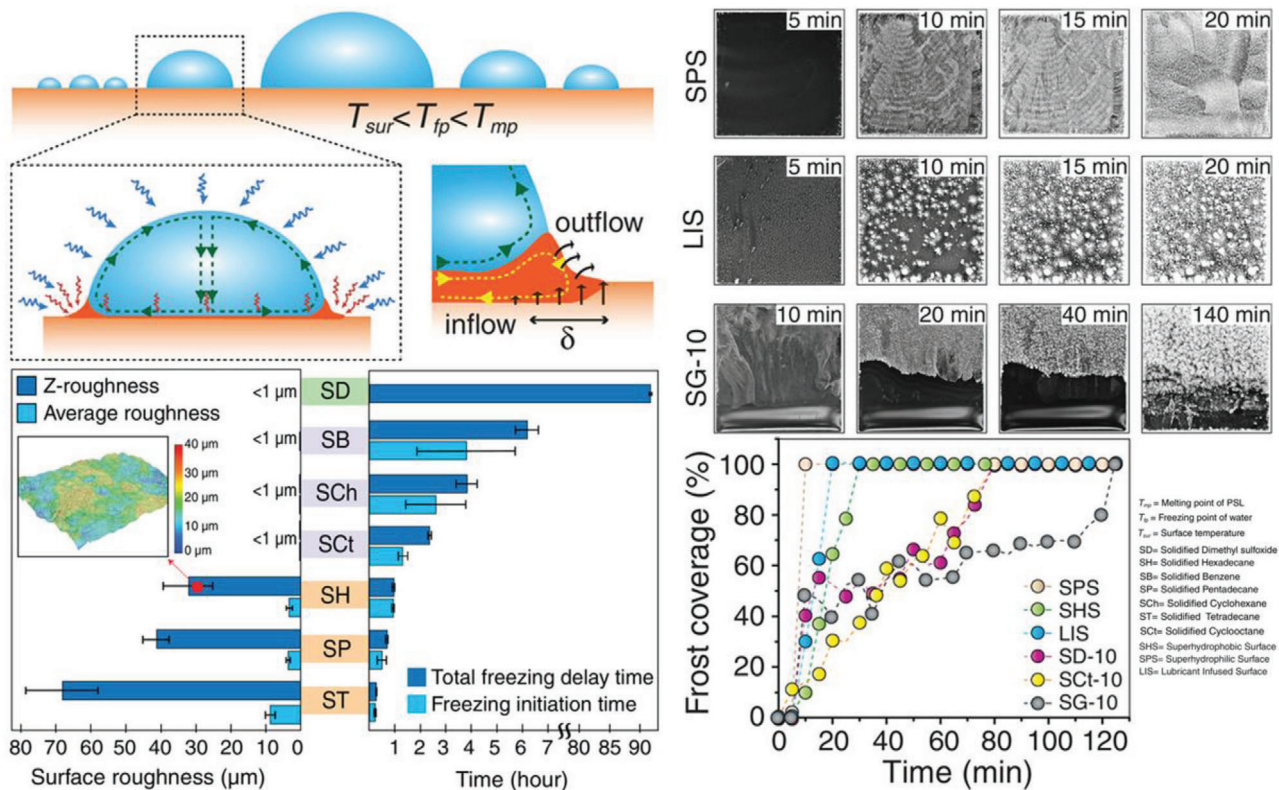 T_sur < T_fp < T_mp
outflow
inflow
δ
SPS
5 min
10 min
15 min
20 min
LIS
5 min
10 min
15 min
20 min
SG-10
10 min
20 min
40 min
140 min
Z-roughness
Average roughness
40 µm
30 µm
20 µm
10 µm
0 µm
<1 µm
SD
<1 µm
SB
<1 µm
SCh
<1 µm
SCt
SH
SP
ST
Total freezing delay time
Freezing initiation time
80 70 60 50 40 30 20 10 0
Surface roughness (µm)
1 2 3 4 5 6 7 80 85 90
Time (hour)
Frost coverage (%)
100
80
60
40
20
0
0 20 40 60 80 100 120
Time (min)
SPS
SHS
LIS
SD-10
SCt-10
SG-10
T_mp = Melting point of PSL
T_fp = Freezing point of water
T_sur = Surface temperature
SD= Solidified Dimethyl sulfoxide
SH= Solidified Hexadecane
SB= Solidified Benzene
SP= Solidified Pentadecane
SCh= Solidified Cyclohexane
ST= Solidified Tetradecane
SCt= Solidified Cyclooctane
SHS= Superhydrophobic Surface
SPS= Superhydrophilic Surface
LIS= Lubricant Infused Surface